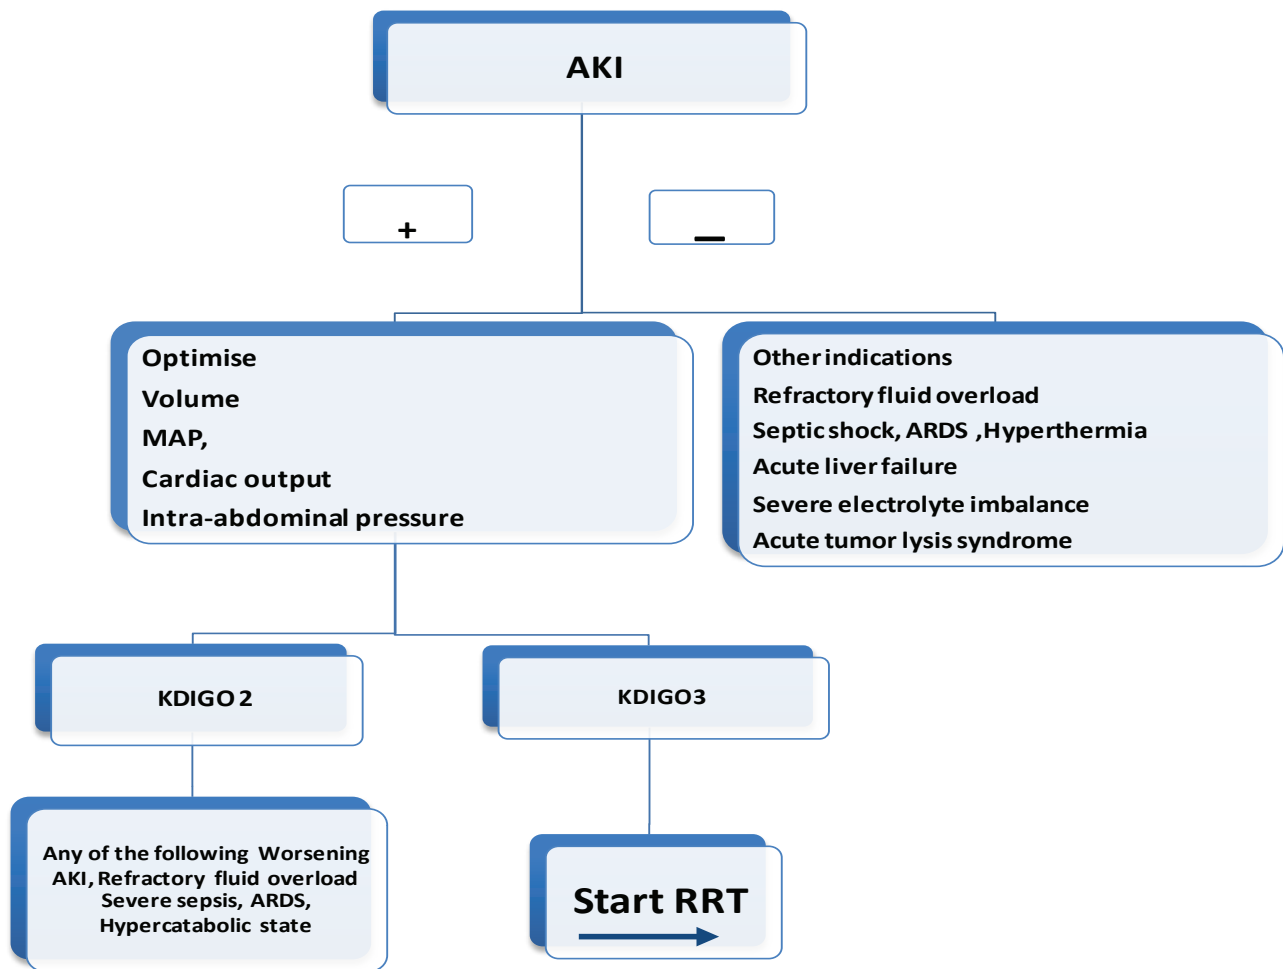 AKI
+
—
Optimise
Volume
MAP,
Cardiac output
Intra-abdominal pressure
Other indications
Refractory fluid overload
Septic shock, ARDS ,Hyperthermia
Acute liver failure
Severe electrolyte imbalance
Acute tumor lysis syndrome
KDIGO 2
KDIGO3
Any of the following Worsening
AKI, Refractory fluid overload
Severe sepsis, ARDS,
Hypercatabolic state
Start RRT